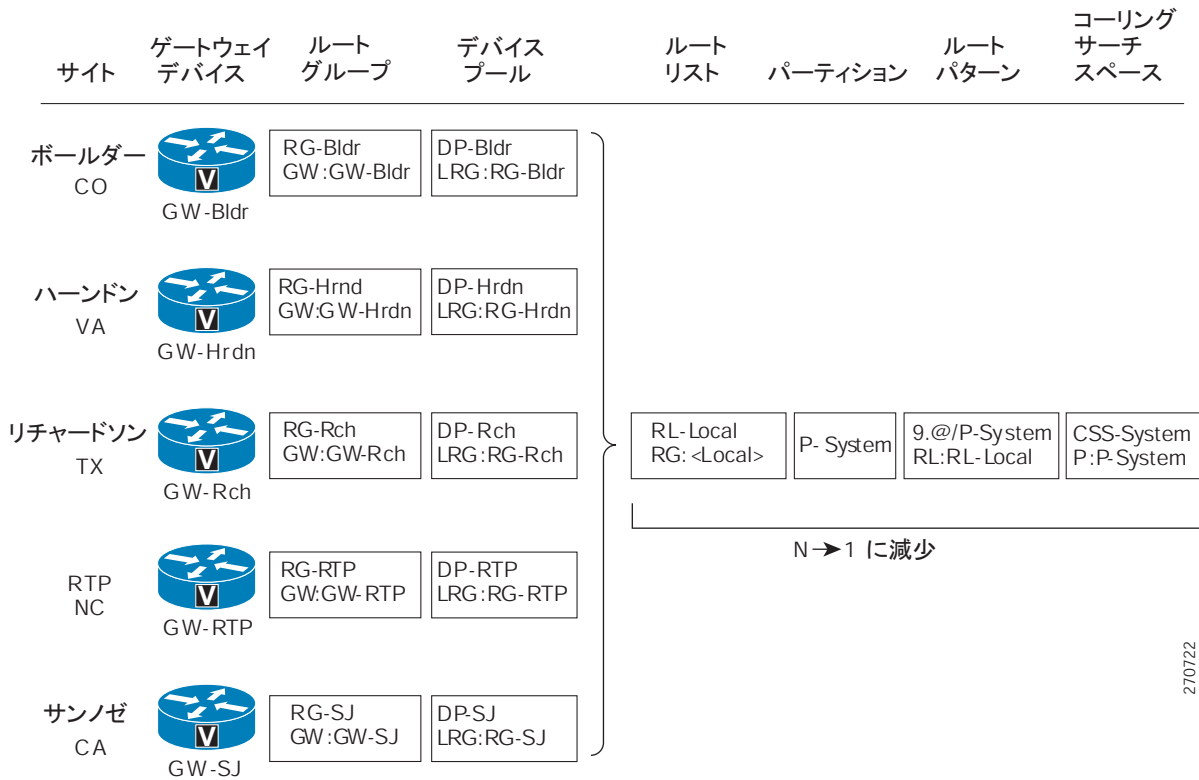 サイト
ゲートウェイ
デバイス
ルート
グループ
デバイス
プール
ルート
リスト
パーティション
ルート
パターン
コーリング
サーチ
スペース
ボールダー
CO
GW-Bldr
RG-Bldr
GW:GW-Bldr
DP-Bldr
LRG:RG-Bldr
ハーンドン
VA
GW-Hrdn
RG-Hrnd
GW:GW-Hrdn
DP-Hrdn
LRG:RG-Hrdn
リチャードソン
TX
GW-Rch
RG-Rch
GW:GW-Rch
DP-Rch
LRG:RG-Rch
RL-Local
RG: <Local>
P- System
9.@/P-System
RL:RL-Local
CSS-System
P:P-System
N→1 に減少
RTP
NC
GW-RTP
RG-RTP
GW:GW-RTP
DP-RTP
LRG:RG-RTP
サンノゼ
CA
GW-SJ
RG-SJ
GW:GW-SJ
DP-SJ
LRG:RG-SJ
V
V
V
V
V
270722